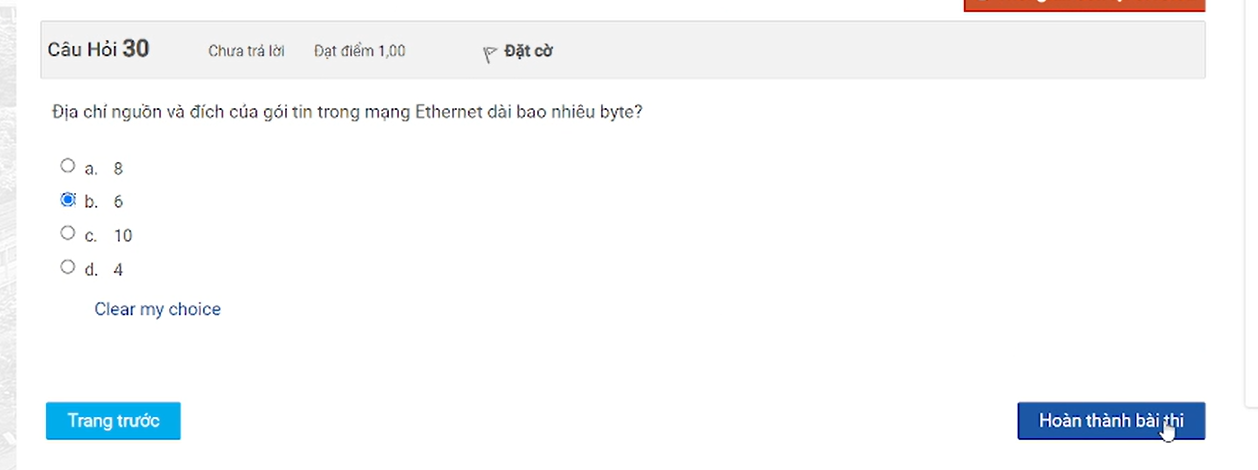 Câu Hỏi 30 Chưa trả lời Đạt điểm 1,00 Đặt cờ
Địa chỉ nguồn và đích của gói tin trong mạng Ethernet dài bao nhiêu byte?
a. 8
b. 6
c. 10
d. 4
Clear my choice
Trang trước Hoàn thành bài thi